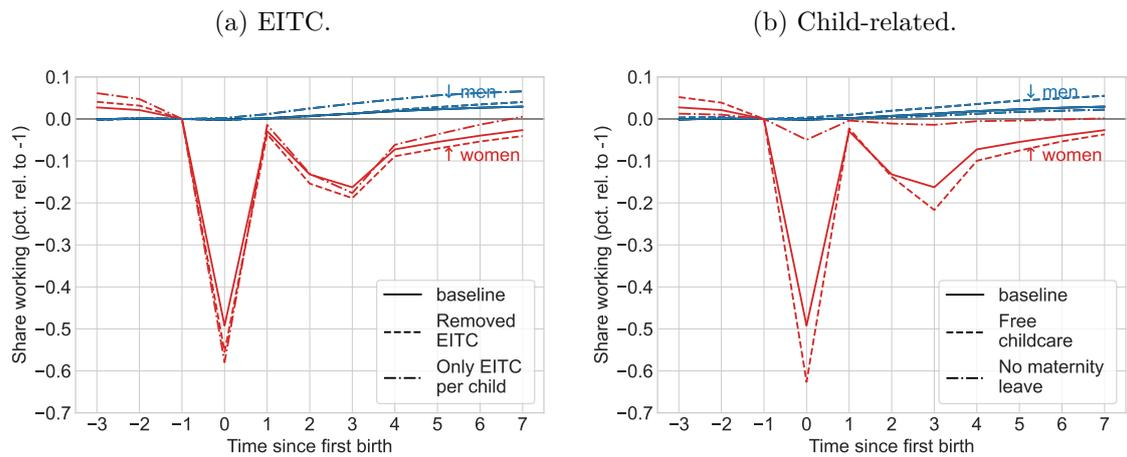 (a) EITC.
Share working (pct. rel. to -1)
0.1
0.0
−0.1
−0.2
−0.3
−0.4
−0.5
−0.6
−0.7
↓ men
↑ women
baseline
Removed
EITC
Only EITC
per child
−3 −2 −1 0 1 2 3 4 5 6 7
Time since first birth
(b) Child-related.
Share working (pct. rel. to -1)
0.1
0.0
−0.1
−0.2
−0.3
−0.4
−0.5
−0.6
−0.7
↓ men
↑ women
baseline
Free
childcare
No maternity
leave
−3 −2 −1 0 1 2 3 4 5 6 7
Time since first birth